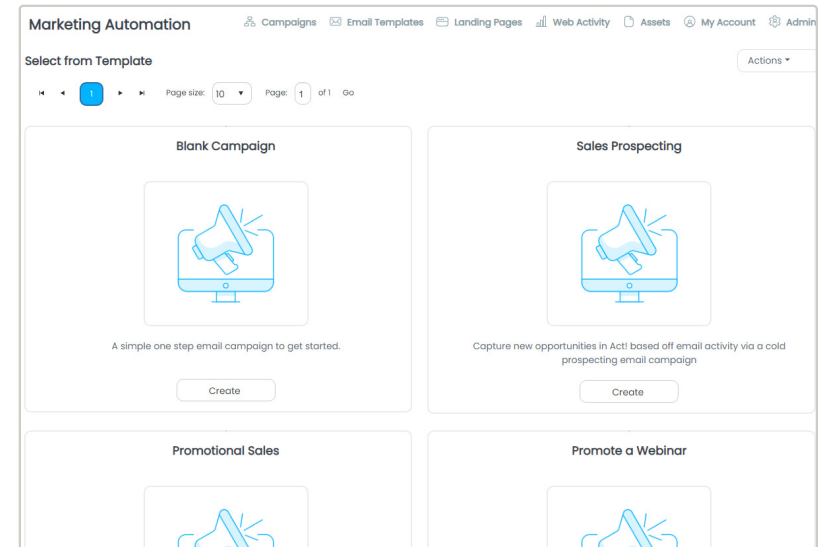 Marketing Automation Campaigns Email Templates Landing Pages Web Activity Assets My Account Admin
Select from Template Actions
1 Page size: 10 Page: 1 of 1 Go
Blank Campaign
A simple one step email campaign to get started.
Create
Sales Prospecting
Capture new opportunities in Act! based off email activity via a cold
prospecting email campaign
Create
Promotional Sales
Promote a Webinar